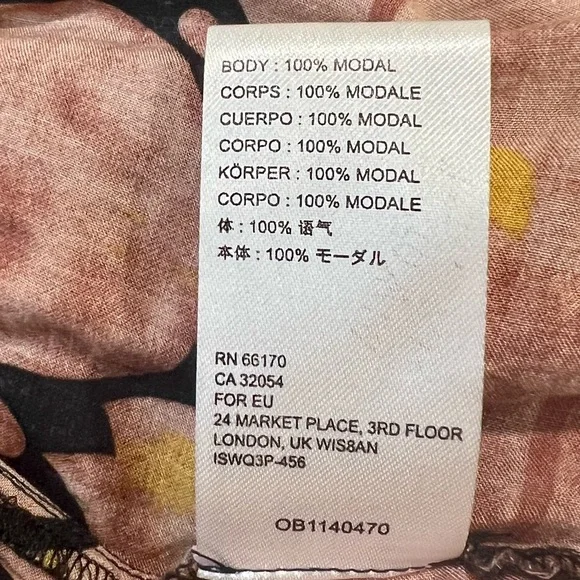 BODY : 100% MODAL
CORPS : 100% MODALE
CUERPO : 100% MODAL
CORPO : 100% MODAL
KÖRPER : 100% MODAL
CORPO : 100% MODALE
体 : 100% 语气
本体 : 100% モーダル
RN 66170
CA 32054
FOR EU
24 MARKET PLACE, 3RD FLOOR
LONDON, UK WIS8AN
ISWQ3P-456
OB1140470